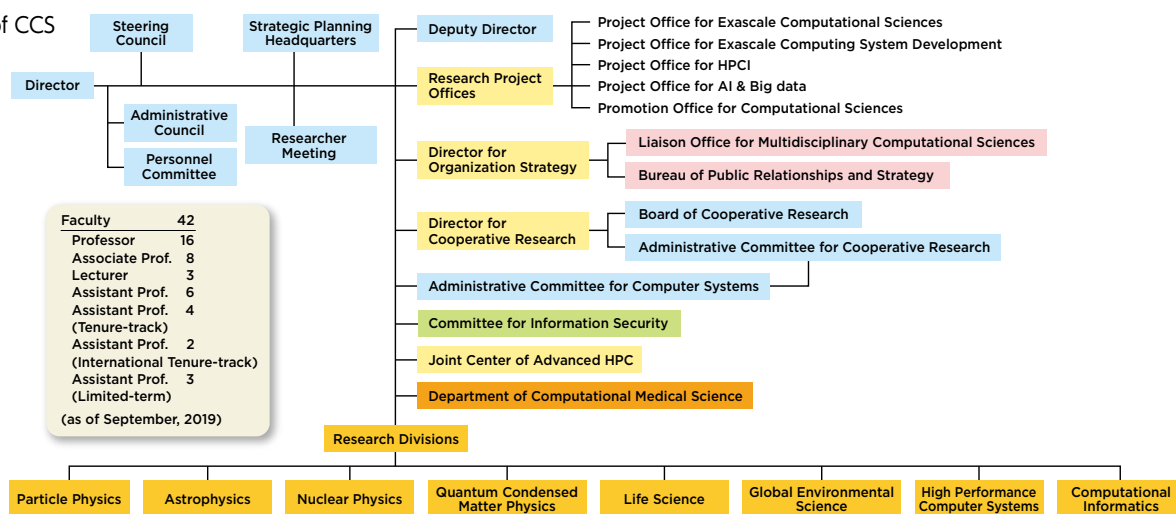 of CCS
Steering
Council
Strategic Planning
Headquarters
Director
Administrative
Council
Personnel
Committee
Researcher
Meeting
Deputy Director
Research Project
Offices
Project Office for Exascale Computational Sciences
Project Office for Exascale Computing System Development
Project Office for HPCI
Project Office for AI & Big data
Promotion Office for Computational Sciences
Director for
Organization Strategy
Liaison Office for Multidisciplinary Computational Sciences
Bureau of Public Relationships and Strategy
Director for
Cooperative Research
Board of Cooperative Research
Administrative Committee for Cooperative Research
Administrative Committee for Computer Systems
Committee for Information Security
Joint Center of Advanced HPC
Department of Computational Medical Science
Faculty 42
Professor 16
Associate Prof. 8
Lecturer 3
Assistant Prof. 6
Assistant Prof. 4
(Tenure-track)
Assistant Prof. 2
(International Tenure-track)
Assistant Prof. 3
(Limited-term)
(as of September, 2019)
Research Divisions
Particle Physics
Astrophysics
Nuclear Physics
Quantum Condensed
Matter Physics
Life Science
Global Environmental
Science
High Performance
Computer Systems
Computational
Informatics